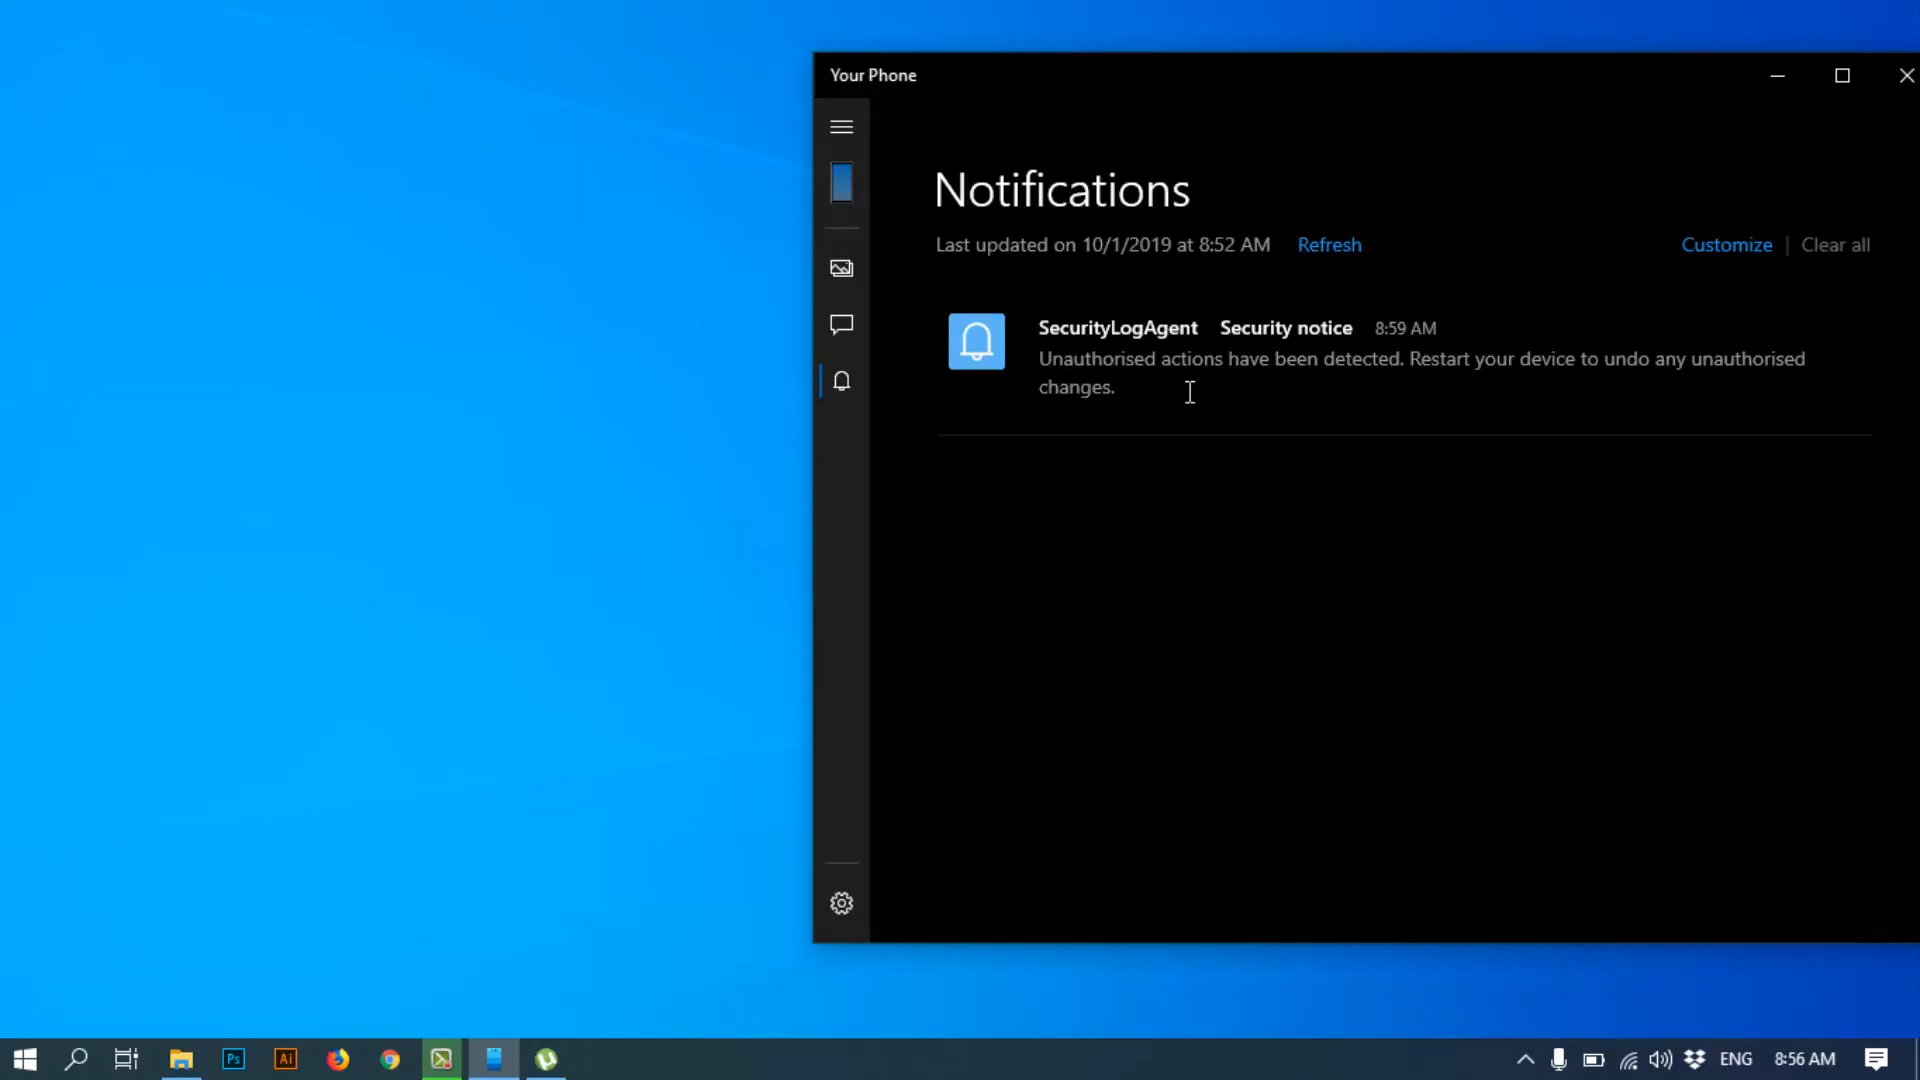 Your Phone
Notifications
Last updated on 10/1/2019 at 8:52 AM Refresh Customize | Clear all
SecurityLogAgent Security notice 8:59 AM
Unauthorised actions have been detected. Restart your device to undo any unauthorised
changes.
Ps Ai ENG 8:56 AM